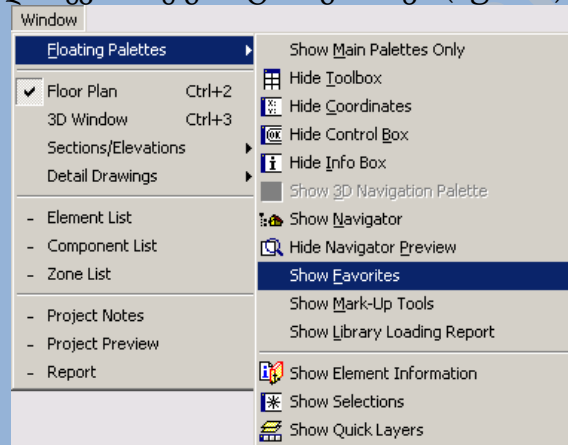 Window
Floating Palettes
Floor Plan Ctrl+2
3D Window Ctrl+3
Sections/Elevations
Detail Drawings
- Element List
- Component List
- Zone List
- Project Notes
- Project Preview
- Report
Show Main Palettes Only
Hide Toolbox
Hide Coordinates
Hide Control Box
Hide Info Box
Show 3D Navigation Palette
Show Navigator
Hide Navigator Preview
Show Favorites
Show Mark-Up Tools
Show Library Loading Report
Show Element Information
Show Selections
Show Quick Layers